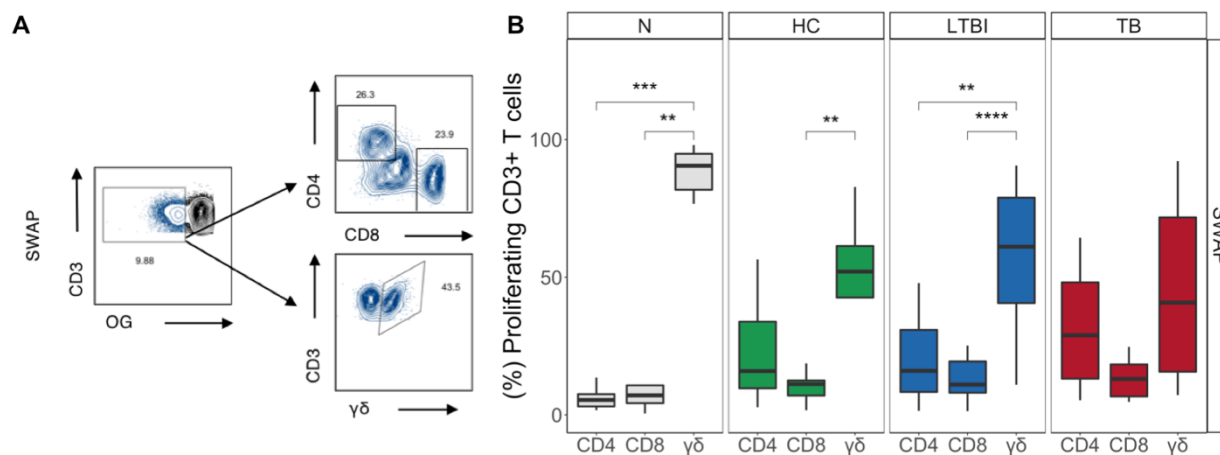 A
SWAP
CD3
9.88
OG
26.3
23.9
CD4
CD8
43.5
CD3
γδ
B
(%) Proliferating CD3+ T cells
100
50
0
N
HC
LTBI
TB
***
**
**
**
****
CD4 CD8 γδ
CD4 CD8 γδ
CD4 CD8 γδ
CD4 CD8 γδ
SWAP